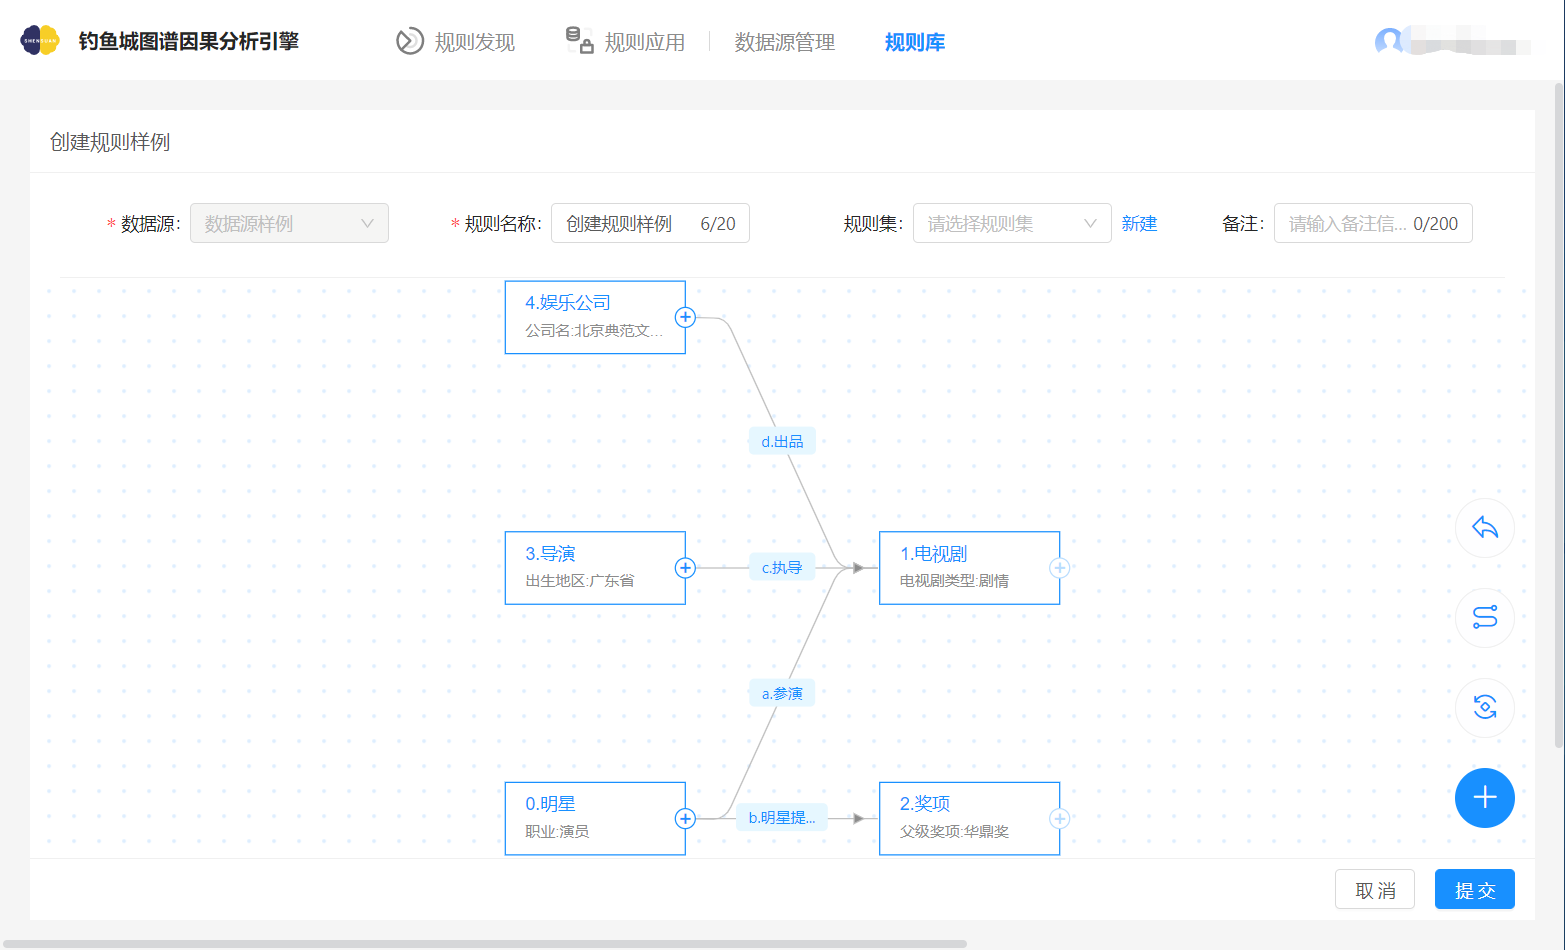 SHENDUAN
钓鱼城图谱因果分析引擎
规则发现
规则应用
数据源管理
规则库
创建规则样例
* 数据源: 数据源样例
* 规则名称: 创建规则样例 6/20
规则集: 请选择规则集 新建
备注: 请输入备注信... 0/200
4.娱乐公司
公司名:北京典范文...
d.出品
3.导演
出生地区:广东省
c.执导
1.电视剧
电视剧类型:剧情
a.参演
0.明星
职业:演员
b.明星提...
2.奖项
父级奖项:华鼎奖
取 消
提 交